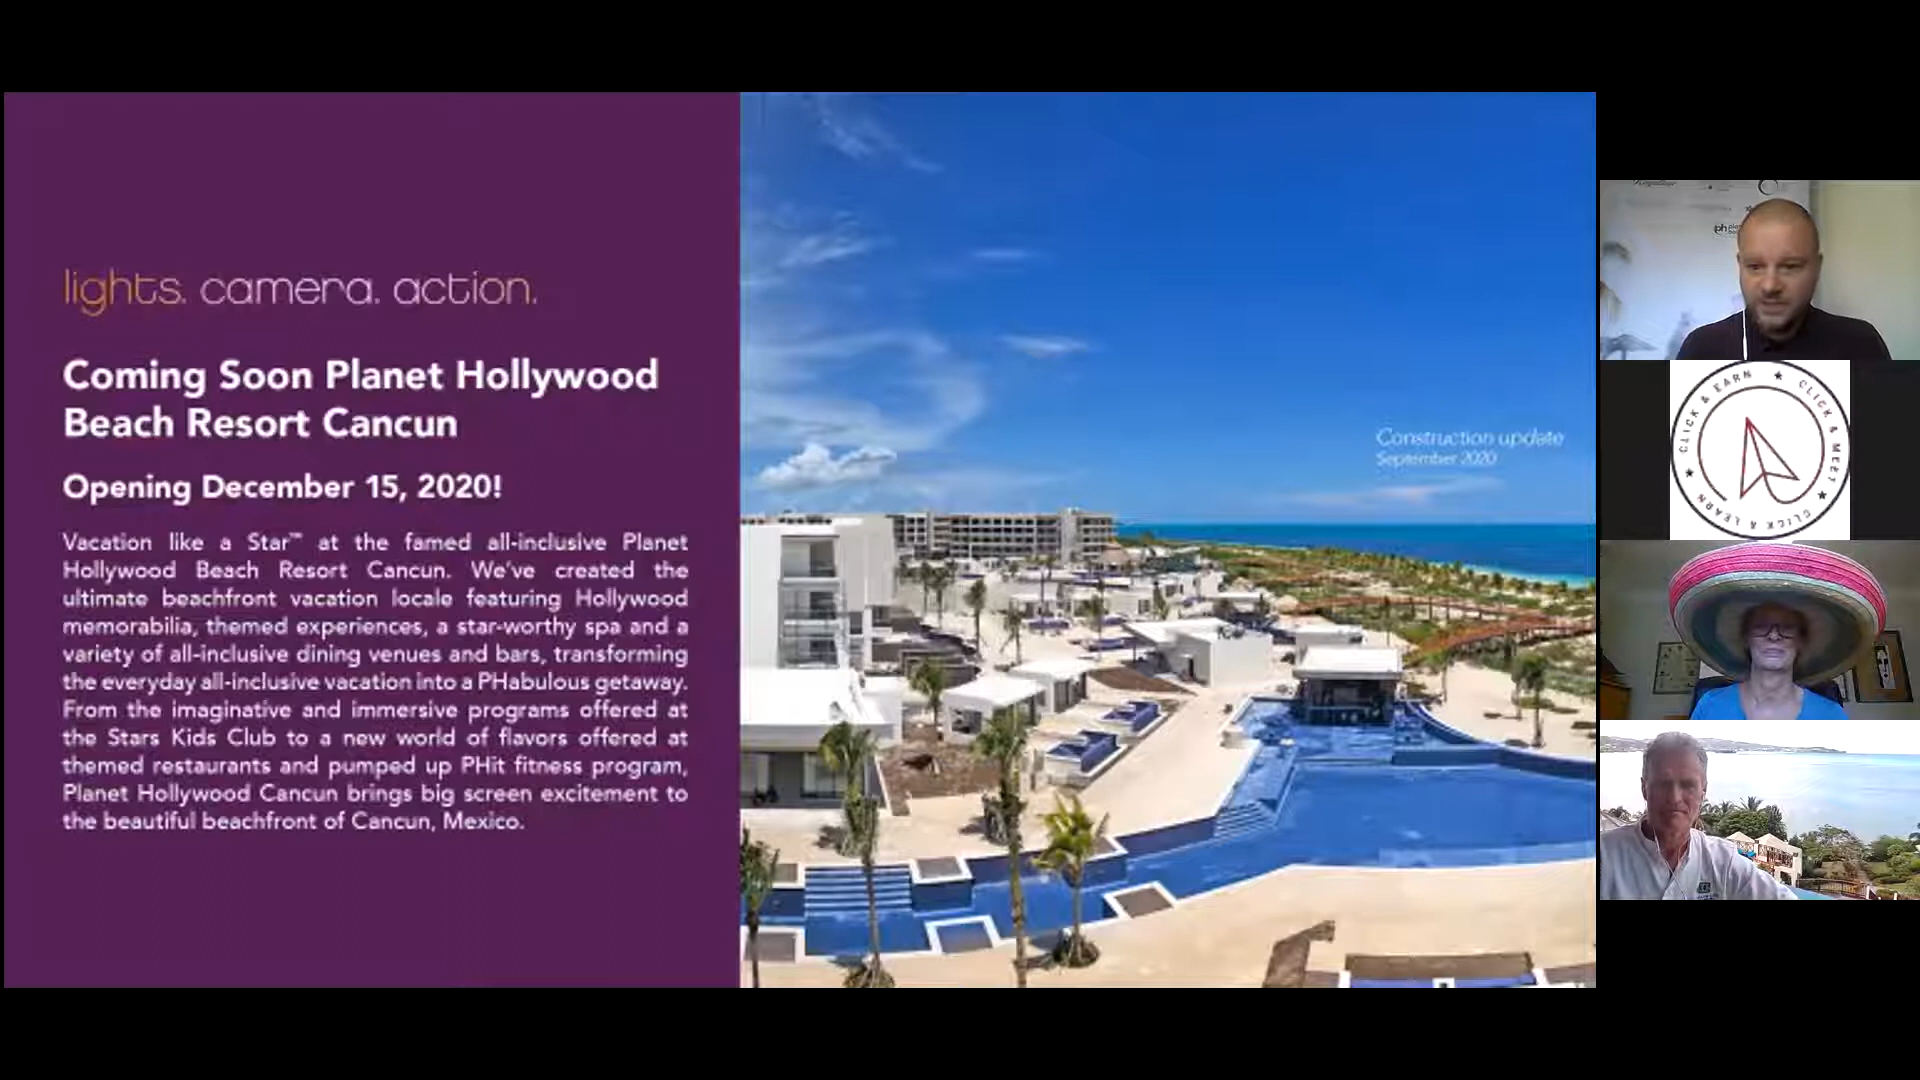 lights. camera. action.
Coming Soon Planet Hollywood
Beach Resort Cancun
Opening December 15, 2020!
Vacation like a Star™ at the famed all-inclusive Planet
Hollywood Beach Resort Cancun. We've created the
ultimate beachfront vacation locale featuring Hollywood
memorabilia, themed experiences, a star-worthy spa and a
variety of all-inclusive dining venues and bars, transforming
the everyday all-inclusive vacation into a PHabulous getaway.
From the imaginative and immersive programs offered at
the Stars Kids Club to a new world of flavors offered at
themed restaurants and pumped up PHit fitness program,
Planet Hollywood Cancun brings big screen excitement to
the beautiful beachfront of Cancun, Mexico.
Construction update
September 2020
ph
CLICK & EARN ★ CLICK & MEET ★ CLICK & LEARN ★